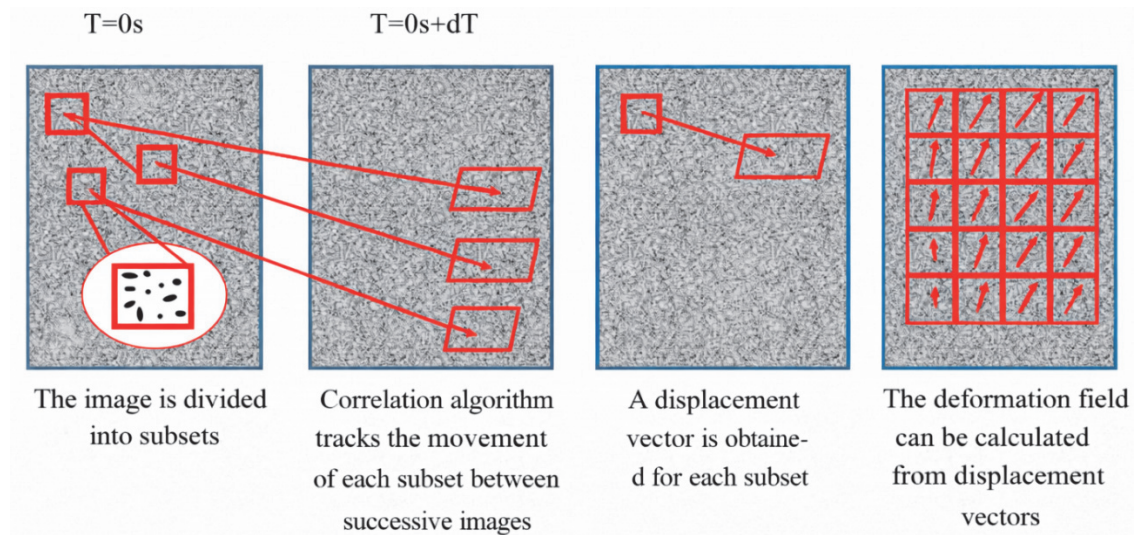 T=0s
T=0s+dT
The image is divided
into subsets
Correlation algorithm
tracks the movement
of each subset between
successive images
A displacement
vector is obtaine-
d for each subset
The deformation field
can be calculated
from displacement
vectors